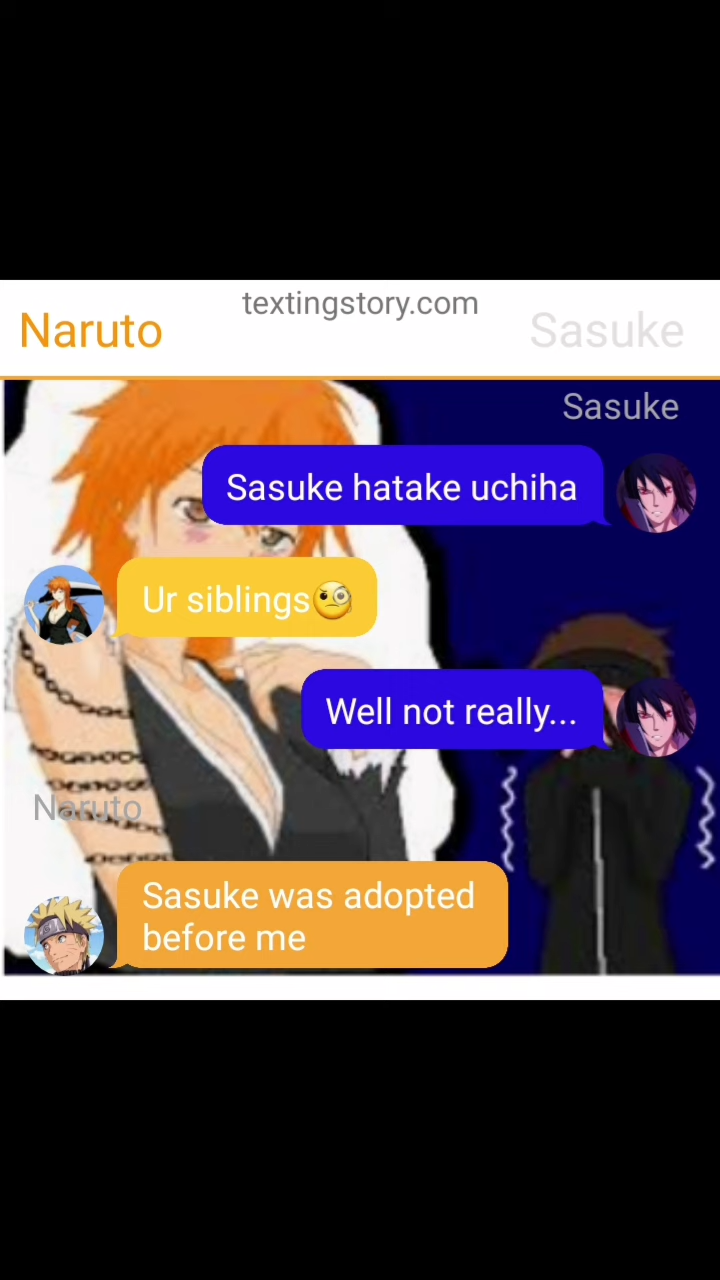 textingstory.com
Naruto
Sasuke
Sasuke
Sasuke hatake uchiha
Ur siblings🧐
Well not really...
Naruto
Sasuke was adopted
before me